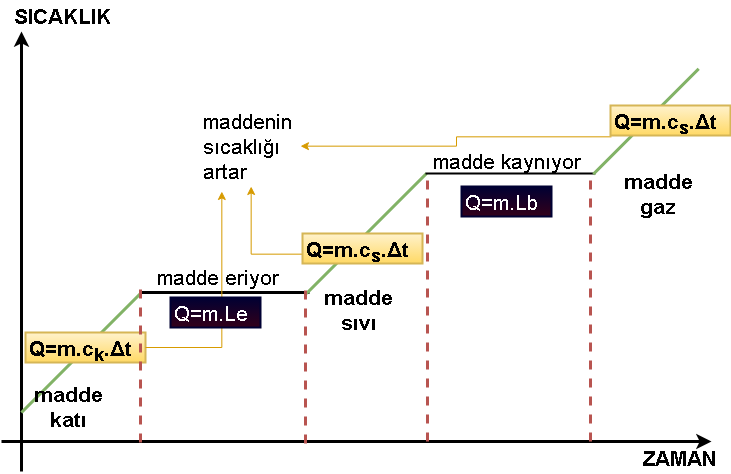 SICAKLIK
Q=m.cs.Δt
maddenin
sıcaklığı
artar
madde kaynıyor
madde
gaz
Q=m.Lb
Q=m.cs.Δt
madde eriyor
madde
sıvı
Q=m.Le
Q=m.ck.Δt
madde
katı
ZAMAN